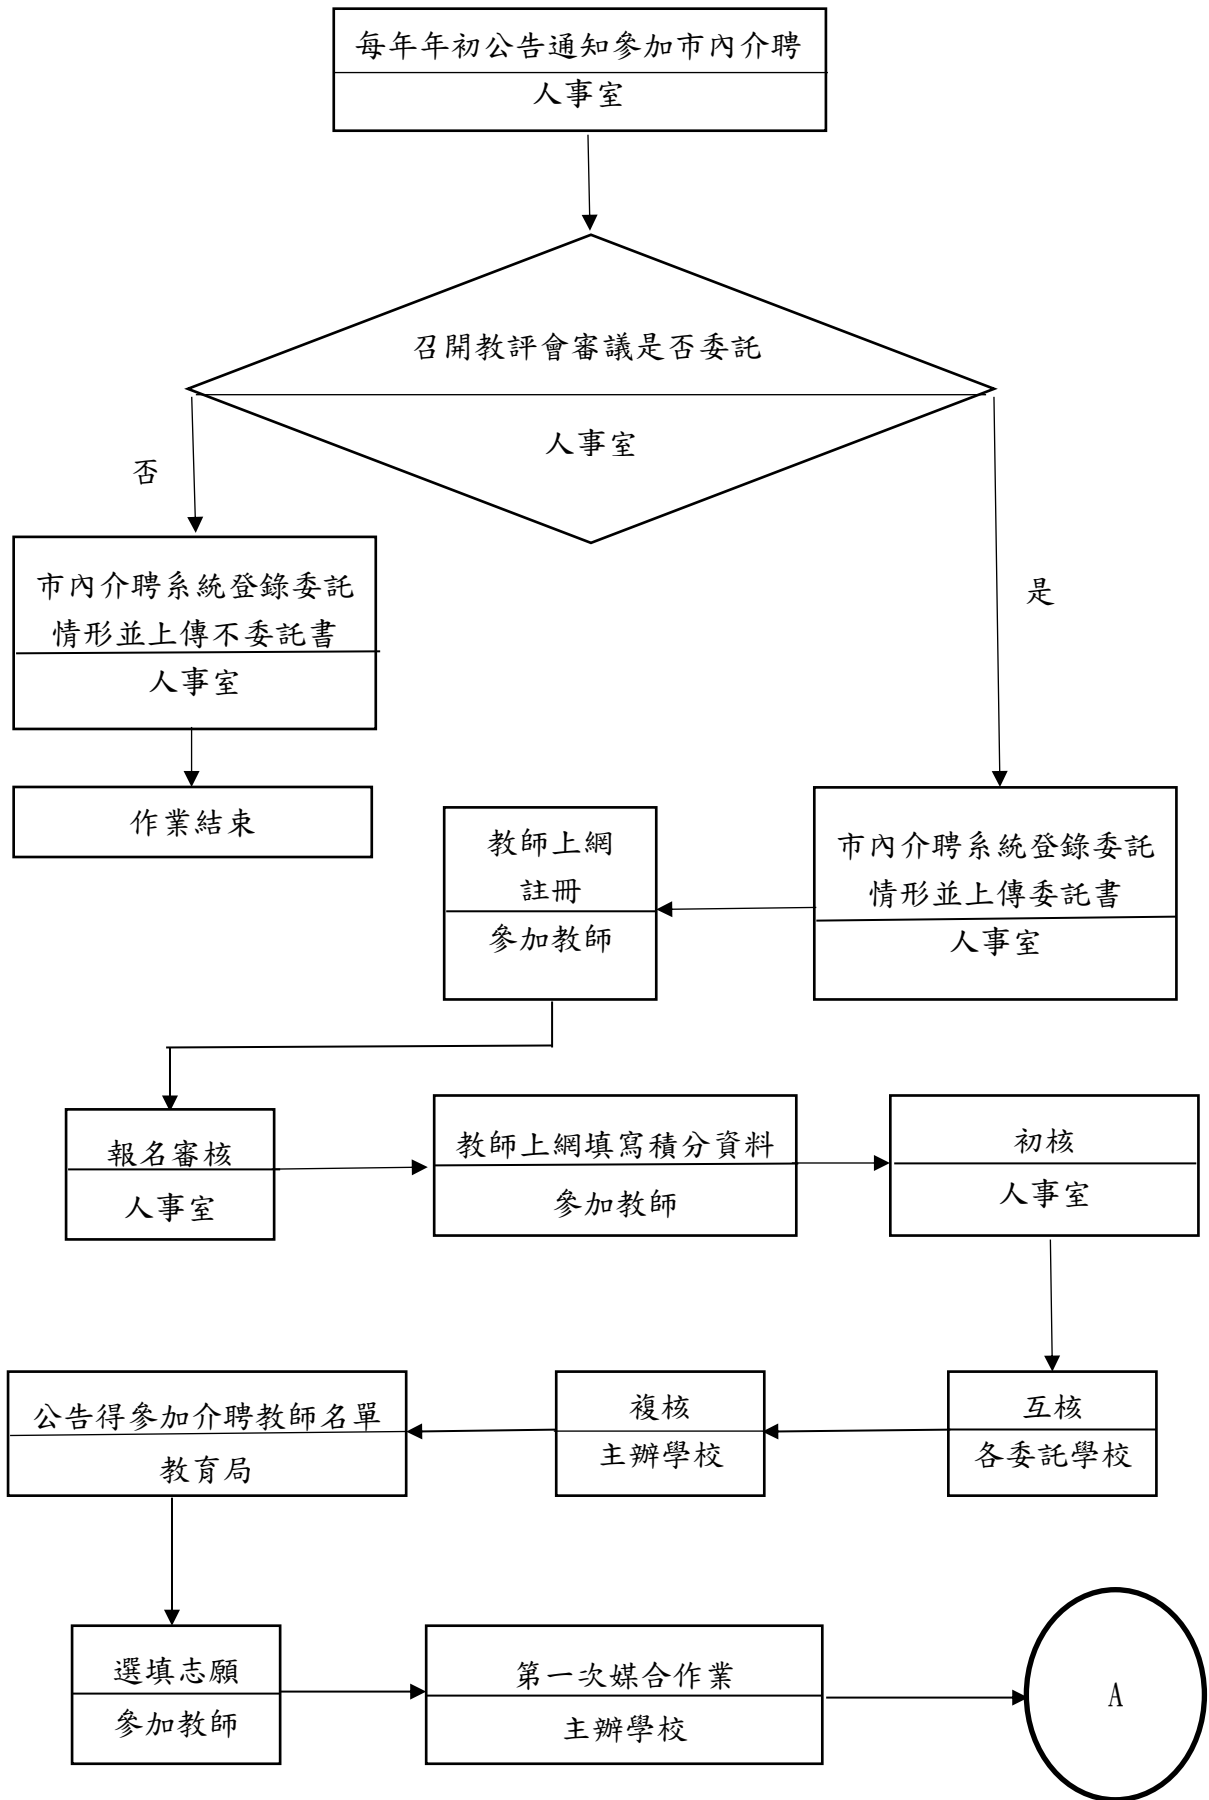 每年年初公告通知參加市內介聘
人事室
召開教評會審議是否委託
人事室
否
是
市內介聘系統登錄委託
情形並上傳不委託書
人事室
作業結束
市內介聘系統登錄委託
情形並上傳委託書
人事室
教師上網
註冊
參加教師
報名審核
人事室
教師上網填寫積分資料
參加教師
初核
人事室
互核
各委託學校
複核
主辦學校
公告得參加介聘教師名單
教育局
選填志願
參加教師
第一次媒合作業
主辦學校
A